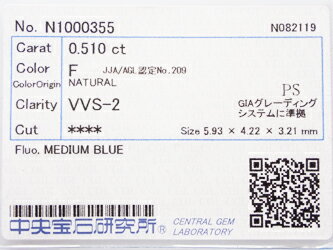 No. N1000355 N082119
Carat 0.510 ct
Color F JJA/AGL認定No.209
ColorOrigin NATURAL
Clarity VVS-2 PS
GIAグレーディング
システムに準拠
Cut **** Size 5.93 × 4.22 × 3.21 mm
Fluo. MEDIUM BLUE
中央宝石研究所® CENTRAL GEM
LABORATORY